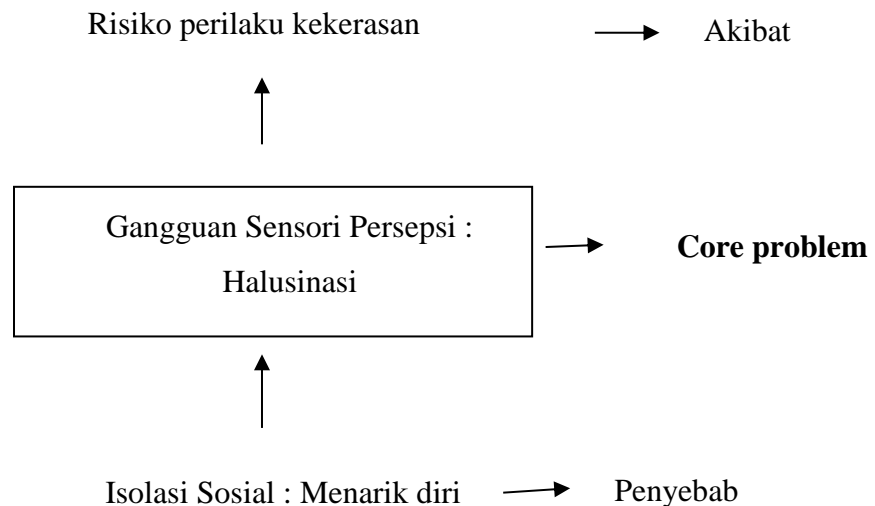 Risiko perilaku kekerasan Akibat
Gangguan Sensori Persepsi :
Halusinasi
Core problem
Isolasi Sosial : Menarik diri Penyebab